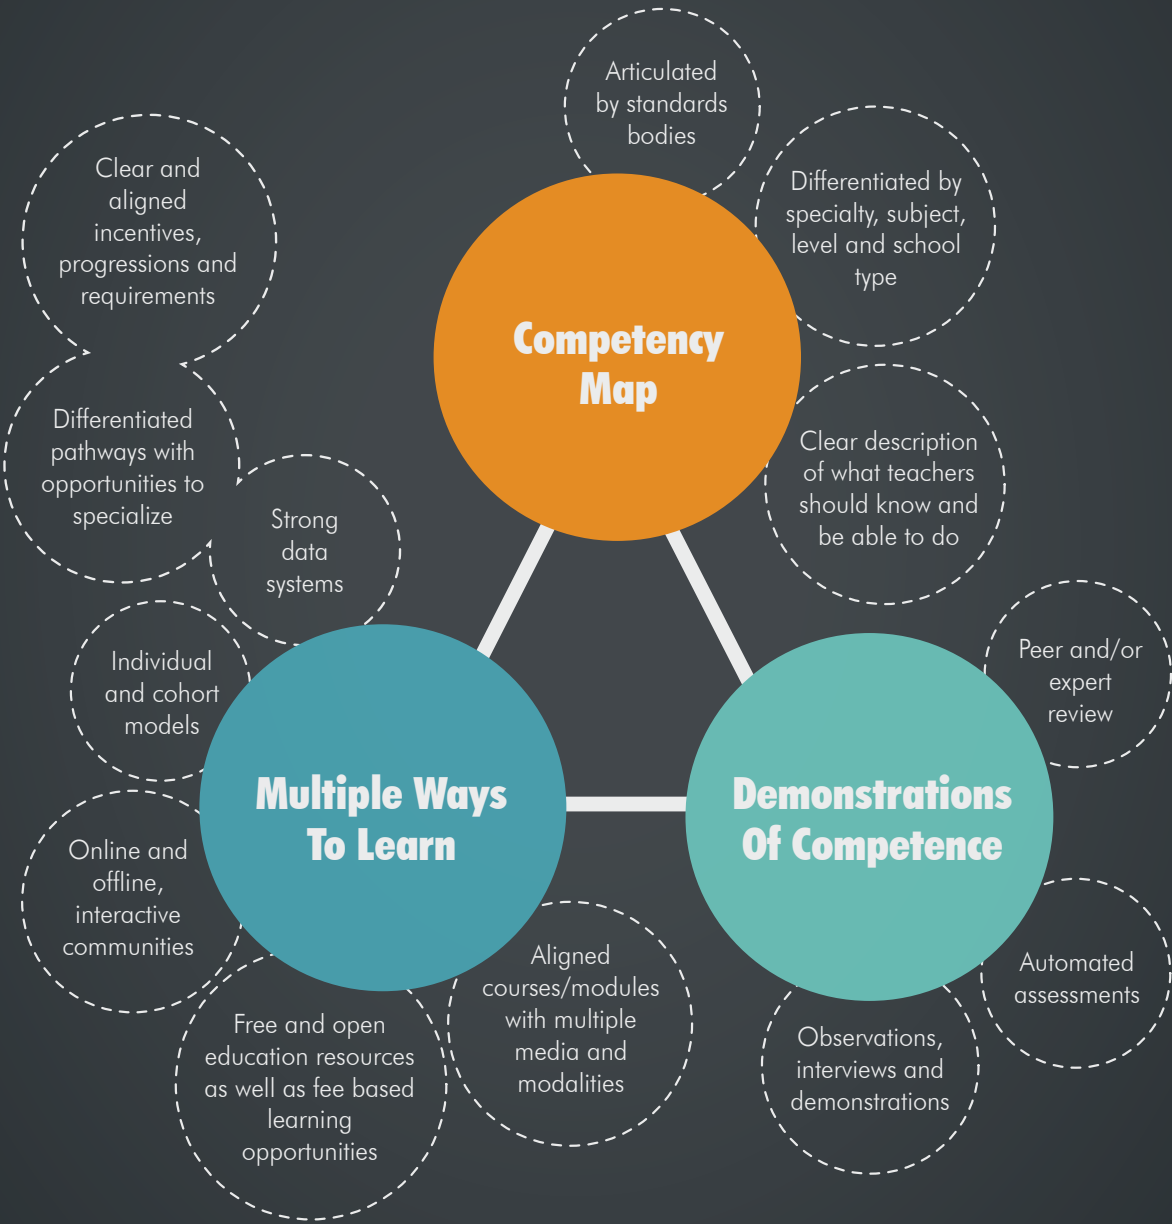 Articulated
by standards
bodies
Differentiated by
specialty, subject,
level and school
type
Clear description
of what teachers
should know and
be able to do
Competency
Map
Clear and
aligned
incentives,
progressions and
requirements
Differentiated
pathways with
opportunities to
specialize
Strong
data
systems
Individual
and cohort
models
Online and
offline,
interactive
communities
Free and open
education resources
as well as fee based
learning
opportunities
Aligned
courses/modules
with multiple
media and
modalities
Multiple Ways
To Learn
Demonstrations
Of Competence
Peer and/or
expert
review
Automated
assessments
Observations,
interviews and
demonstrations